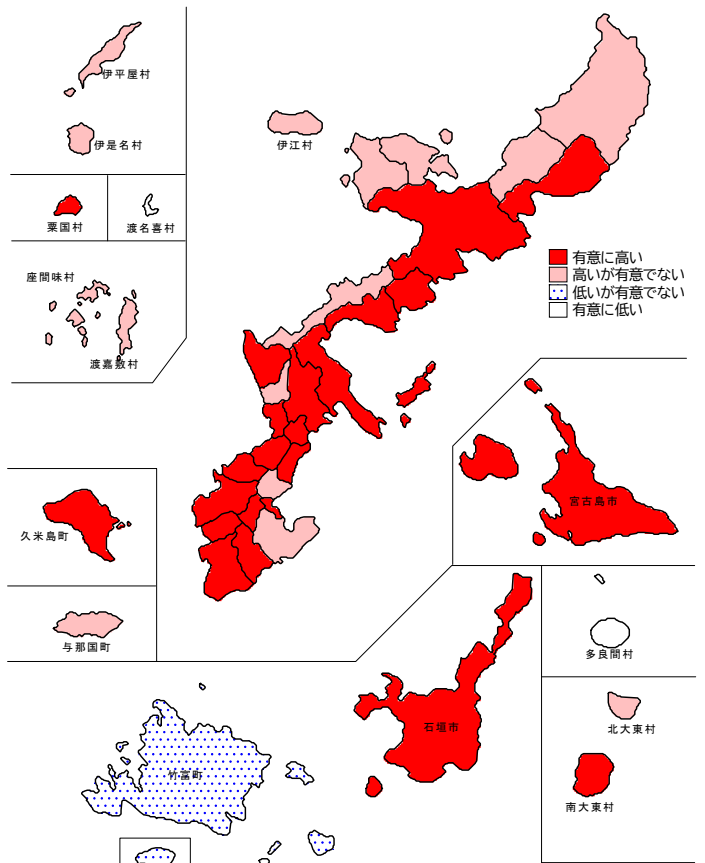 伊平屋村
伊是名村
伊江村
粟国村
渡名喜村
座間味村
渡嘉敷村
有意に高い
高いが有意でない
低いが有意でない
有意に低い
宮古島市
久米島町
与那国町
多良間村
石垣市
北大東村
竹富町
南大東村